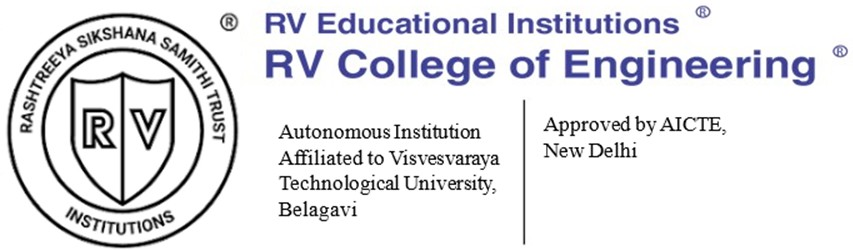 RASHTREEYA SIKSHANA SAMITHI TRUST
RV
INSTITUTIONS
®
RV Educational Institutions ®
RV College of Engineering ®
Autonomous Institution
Affiliated to Visvesvaraya
Technological University,
Belagavi
Approved by AICTE,
New Delhi